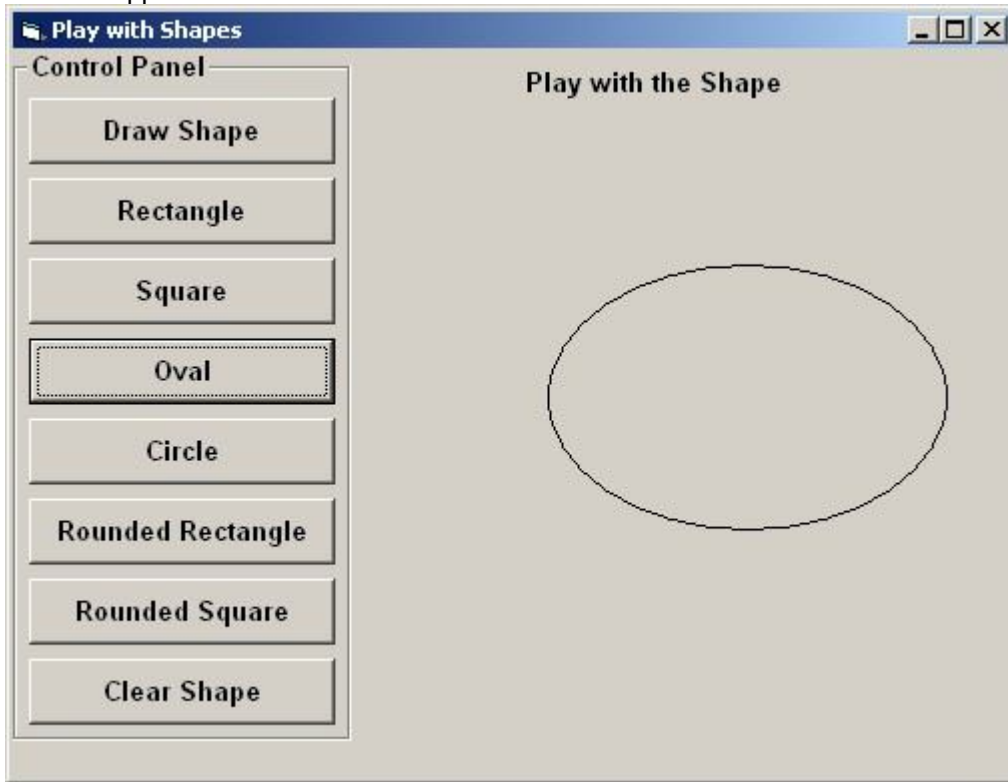 Play with Shapes
Control Panel
Play with the Shape
Draw Shape
Rectangle
Square
Oval
Circle
Rounded Rectangle
Rounded Square
Clear Shape